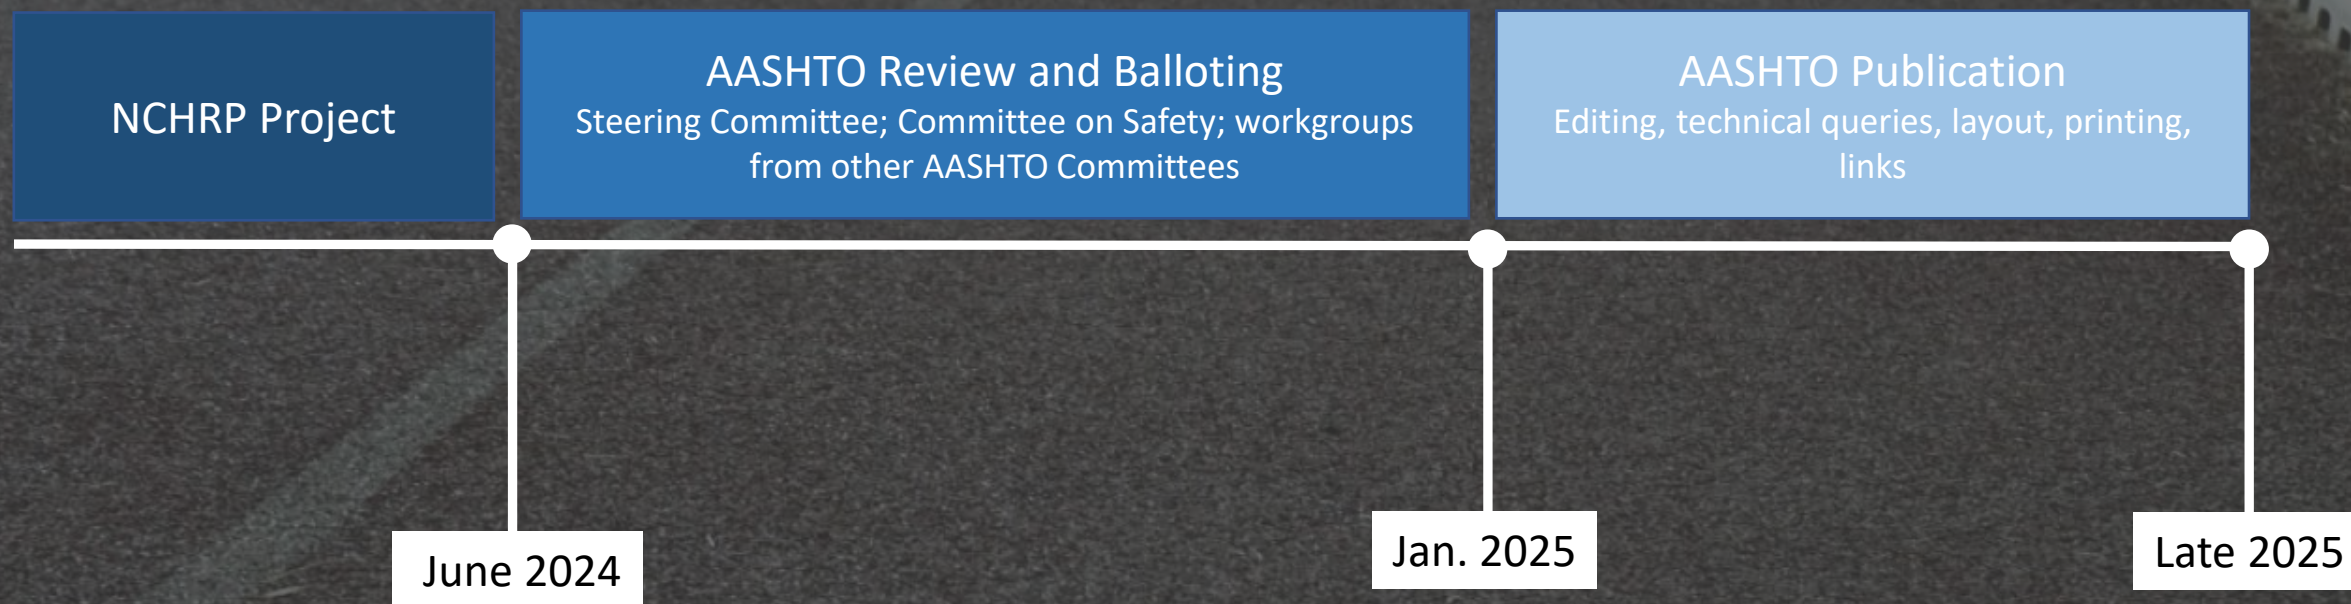 NCHRP Project
AASHTO Review and Balloting
Steering Committee; Committee on Safety; workgroups
from other AASHTO Committees
AASHTO Publication
Editing, technical queries, layout, printing,
links
June 2024
Jan. 2025
Late 2025